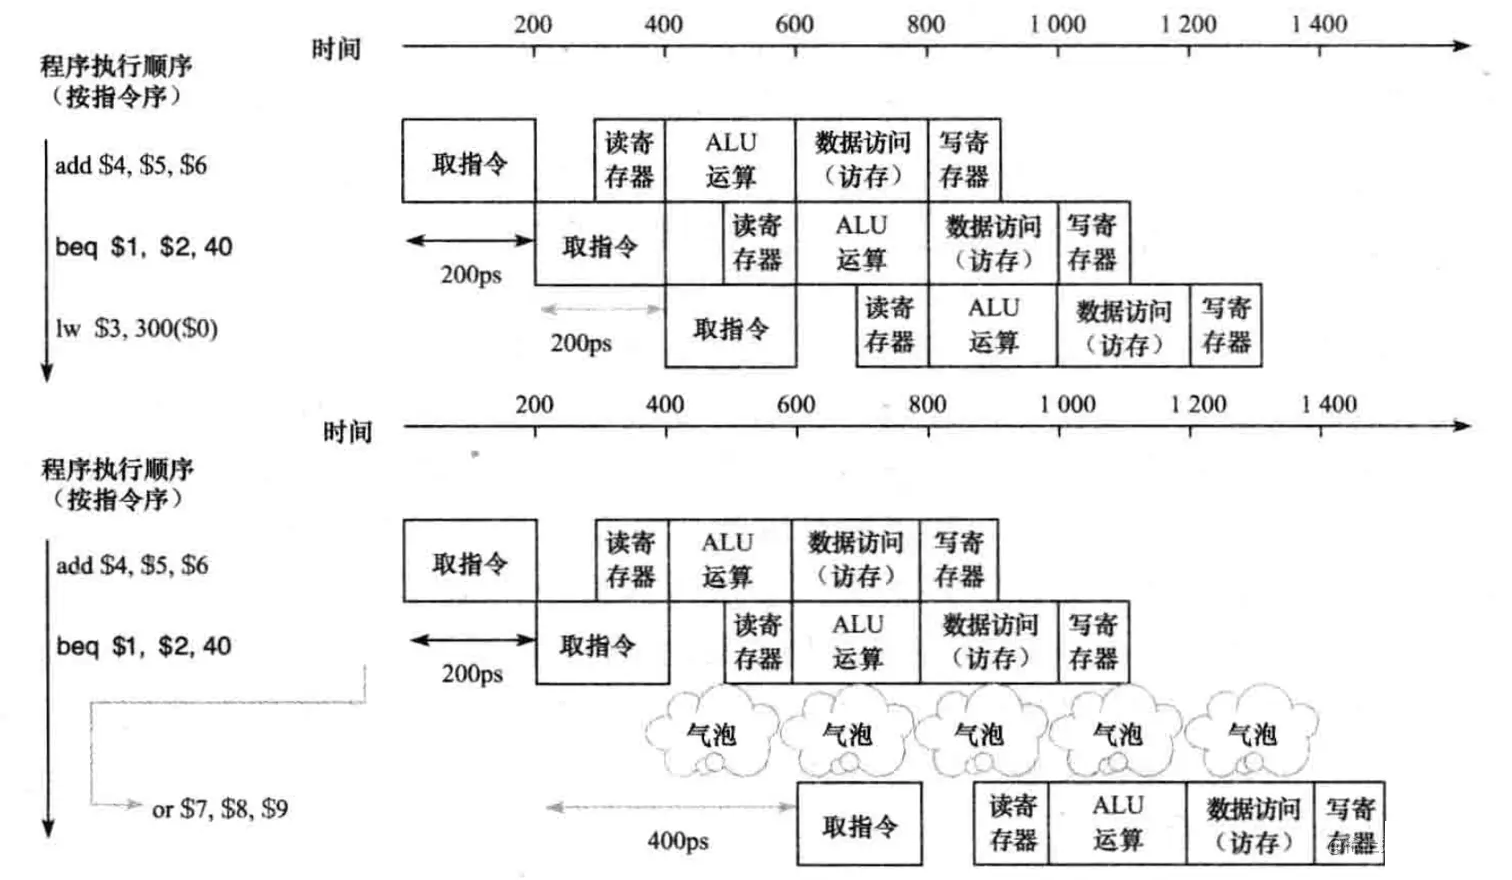 200 400 600 800 1 000 1 200 1 400
时间
程序执行顺序
（按指令序）
add $4, $5, $6
取指令
读寄
存器
ALU
运算
数据访问
（访存）
写寄
存器
beq $1, $2, 40
200ps
取指令
读寄
存器
ALU
运算
数据访问
（访存）
写寄
存器
lw $3, 300($0)
200ps
取指令
读寄
存器
ALU
运算
数据访问
（访存）
写寄
存器
200 400 600 800 1 000 1 200 1 400
时间
程序执行顺序
（按指令序）
add $4, $5, $6
取指令
读寄
存器
ALU
运算
数据访问
（访存）
写寄
存器
beq $1, $2, 40
200ps
取指令
读寄
存器
ALU
运算
数据访问
（访存）
写寄
存器
气泡 气泡 气泡 气泡 气泡
or $7, $8, $9
400ps
取指令
读寄
存器
ALU
运算
数据访问
（访存）
写寄
存器